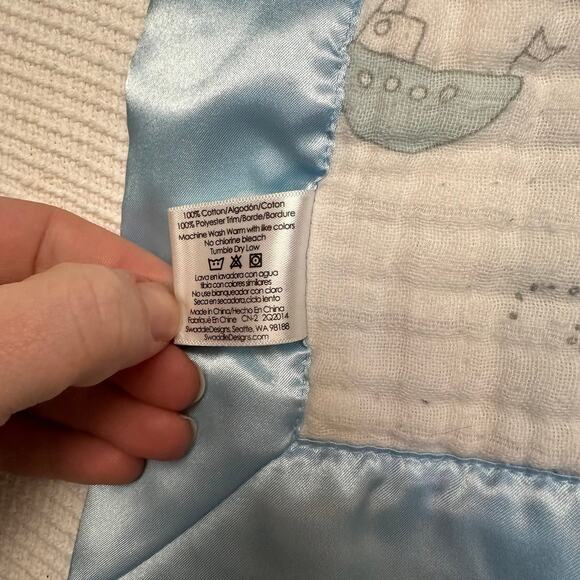 100% Cotton/Algodón/Coton
100% Polyester Trim/Borde/Bordure
Machine Wash Warm with like colors
No chlorine bleach
Tumble Dry Low
Lava en lavadora con agua
tibia con colores similares
No use blanqueador con cloro
Seca en secadora, ciclo lento
Made in China/Hecho En China
Fabriqué En Chine CN-2 2Q2014
SwaddleDesigns, Seattle, WA 98188
SwaddleDesigns.com